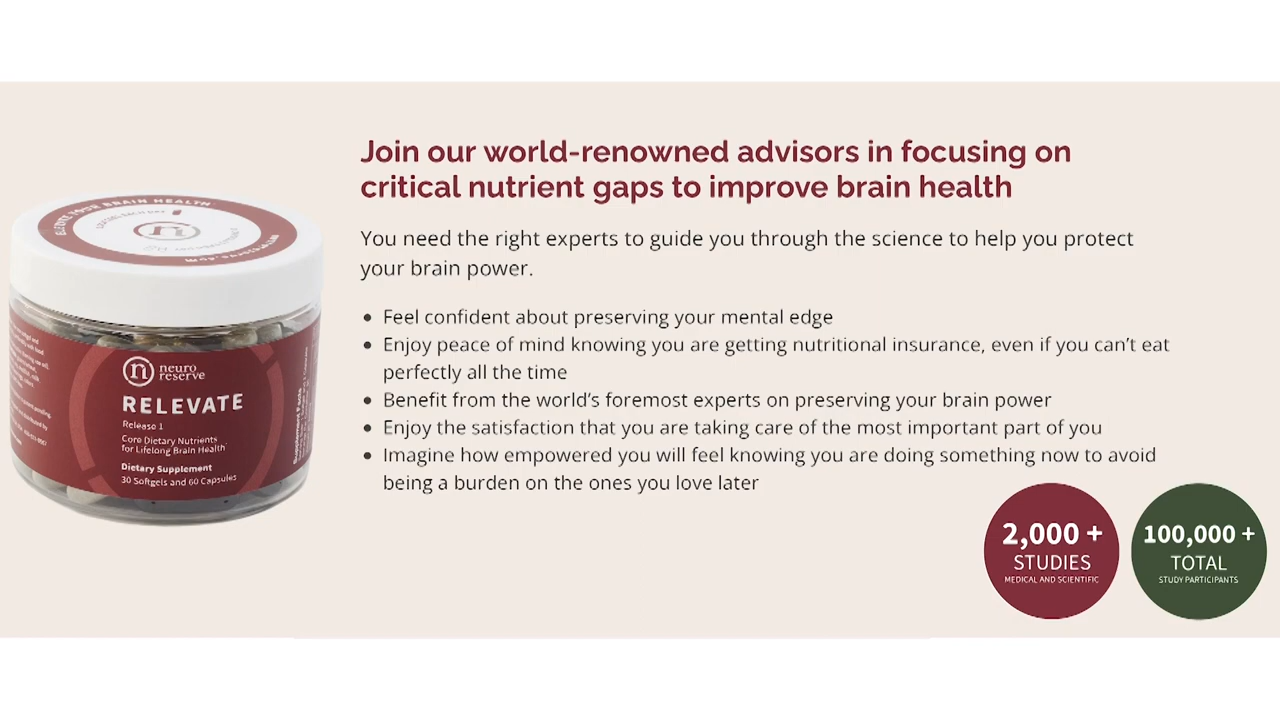 Join our world-renowned advisors in focusing on
critical nutrient gaps to improve brain health
You need the right experts to guide you through the science to help you protect
your brain power.
• Feel confident about preserving your mental edge
• Enjoy peace of mind knowing you are getting nutritional insurance, even if you can't eat
perfectly all the time
• Benefit from the world's foremost experts on preserving your brain power
• Enjoy the satisfaction that you are taking care of the most important part of you
• Imagine how empowered you will feel knowing you are doing something now to avoid
being a burden on the ones you love later
YOUR BRAIN HEALTH
neuro
reserve
RELEVATE
Release 1
Core Dietary Nutrients
for Lifelong Brain Health
Dietary Supplement
30 Softgels and 60 Capsules
Supplement Facts
2,000 +
STUDIES
MEDICAL AND SCIENTIFIC
100,000 +
TOTAL
STUDY PARTICIPANTS